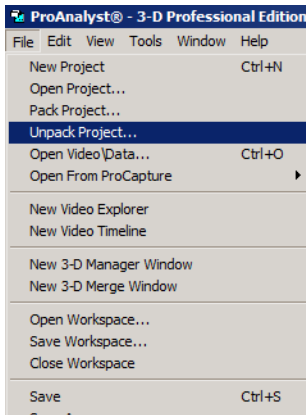 ProAnalyst® - 3-D Professional Edition
File Edit View Tools Window Help
New Project Ctrl+N
Open Project...
Pack Project...
Unpack Project...
Open Video\Data... Ctrl+O
Open From ProCapture
New Video Explorer
New Video Timeline
New 3-D Manager Window
New 3-D Merge Window
Open Workspace...
Save Workspace...
Close Workspace
Save Ctrl+S